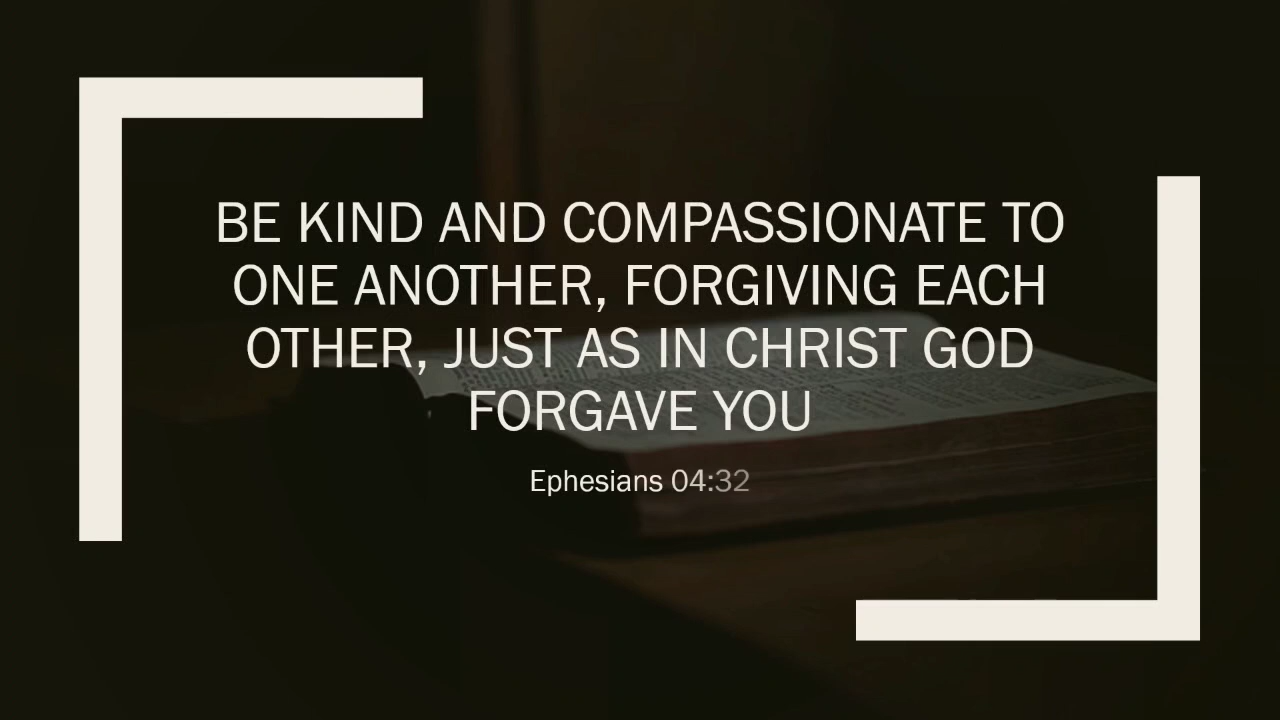 BE KIND AND COMPASSIONATE TO
ONE ANOTHER, FORGIVING EACH
OTHER, JUST AS IN CHRIST GOD
FORGAVE YOU
Ephesians 04:32